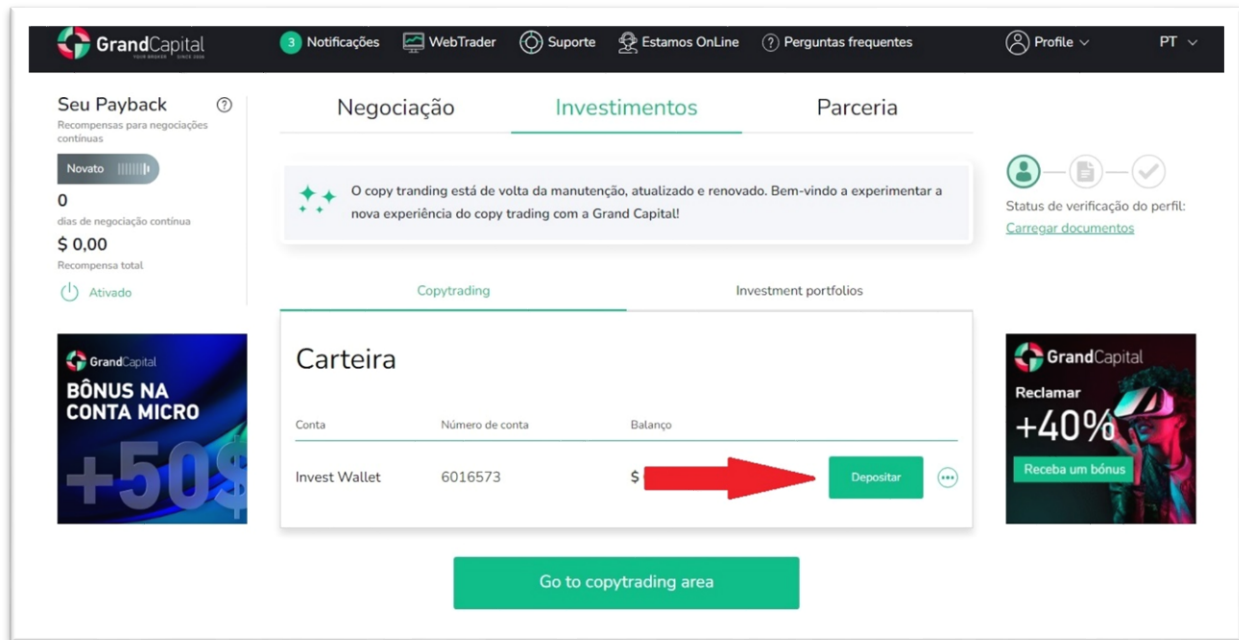 GrandCapital
YOUR BROKER SINCE 2006
3 Notificações
WebTrader
Suporte
Estamos OnLine
Perguntas frequentes
Profile
PT
Seu Payback
Recompensas para negociações
contínuas
Novato
0
dias de negociação contínua
$ 0,00
Recompensa total
Ativado
Negociação
Investimentos
Parceria
O copy tranding está de volta da manutenção, atualizado e renovado. Bem-vindo a experimentar a
nova experiência do copy trading com a Grand Capital!
Status de verificação do perfil:
Carregar documentos
Copytrading
Investment portfolios
Carteira
Conta Número de conta Balanço
Invest Wallet 6016573 $ Depositar
Go to copytrading area
GrandCapital
BÔNUS NA
CONTA MICRO
+50$
GrandCapital
Reclamar
+40%
Receba um bónus